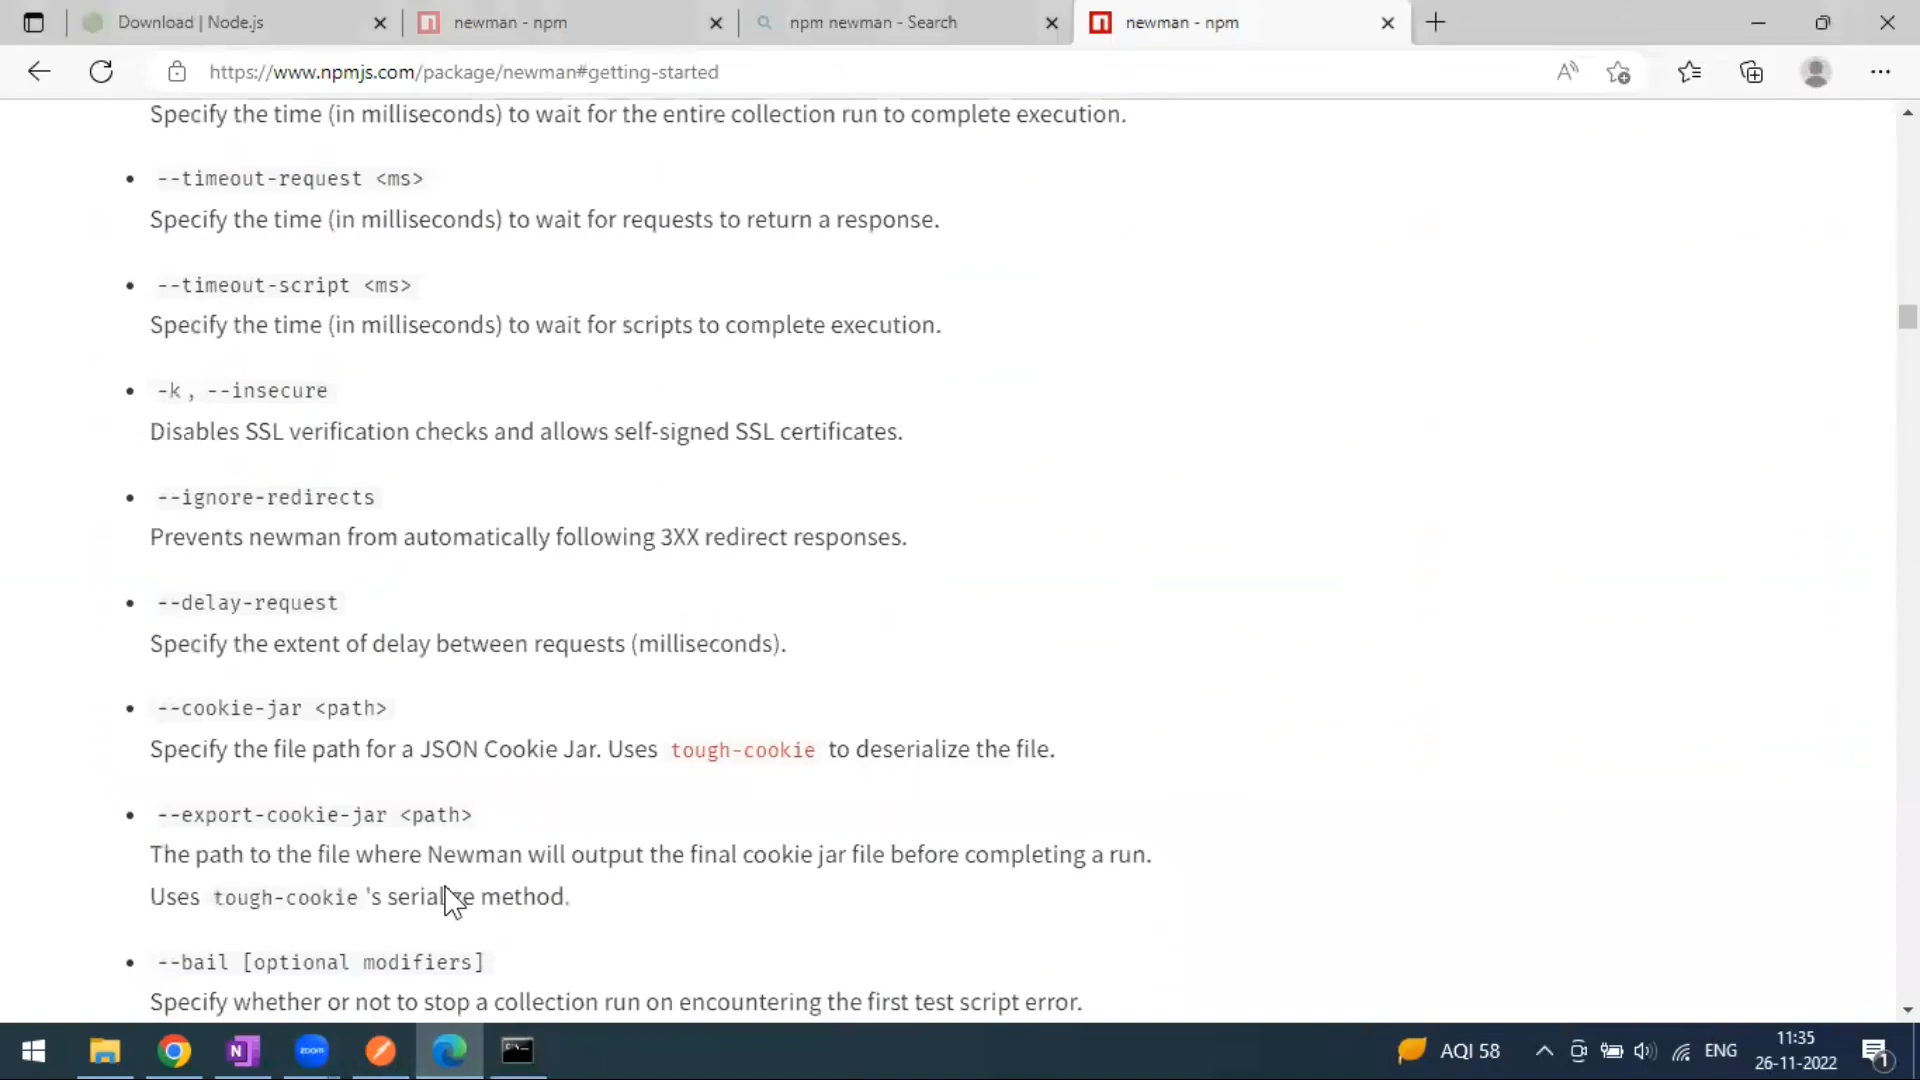 Download | Node.js
newman - npm
npm newman - Search
newman - npm
https://www.npmjs.com/package/newman#getting-started
Specify the time (in milliseconds) to wait for the entire collection run to complete execution.
--timeout-request <ms>
Specify the time (in milliseconds) to wait for requests to return a response.
--timeout-script <ms>
Specify the time (in milliseconds) to wait for scripts to complete execution.
-k, --insecure
Disables SSL verification checks and allows self-signed SSL certificates.
--ignore-redirects
Prevents newman from automatically following 3XX redirect responses.
--delay-request
Specify the extent of delay between requests (milliseconds).
--cookie-jar <path>
Specify the file path for a JSON Cookie Jar. Uses tough-cookie to deserialize the file.
--export-cookie-jar <path>
The path to the file where Newman will output the final cookie jar file before completing a run.
Uses tough-cookie 's serialize method.
--bail [optional modifiers]
Specify whether or not to stop a collection run on encountering the first test script error.
zoom
AQI 58
ENG
11:35
26-11-2022
1